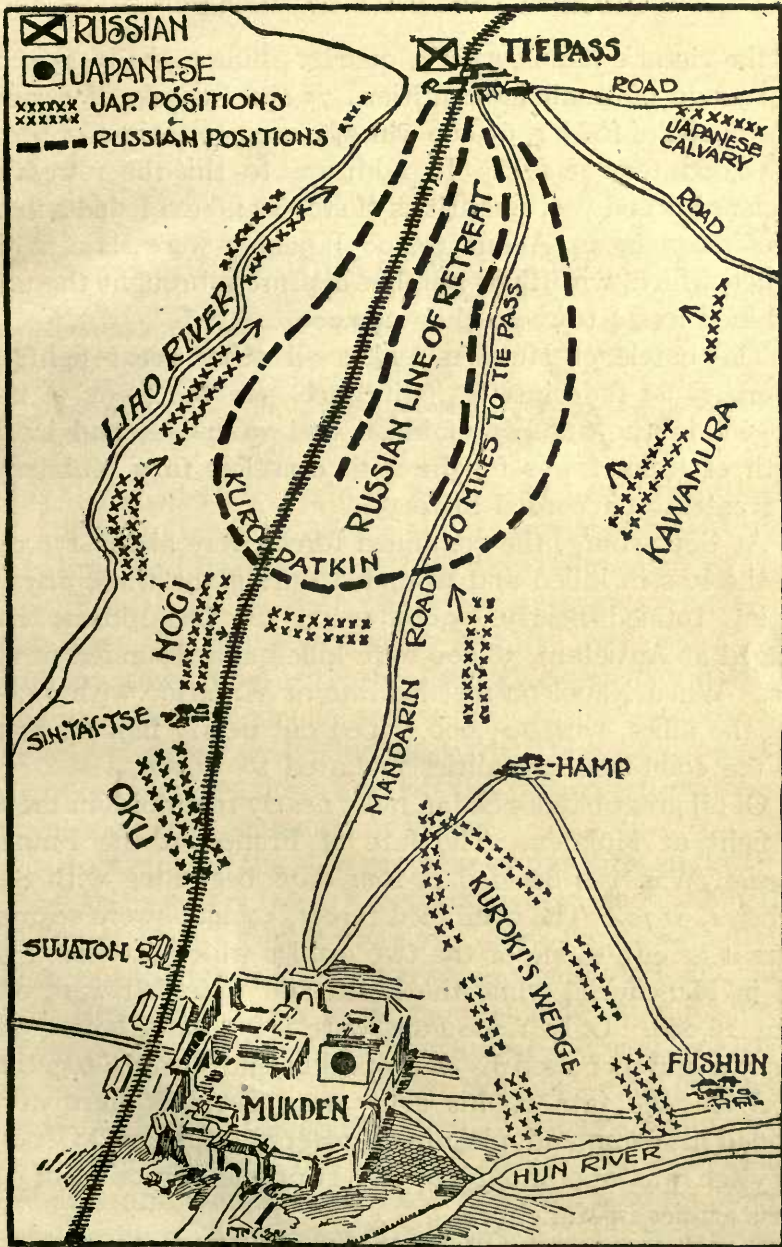 RUSSIAN
JAPANESE
JAP. POSITIONS
RUSSIAN POSITIONS
TIEPASS
ROAD
JAPANESE
CALVARY
ROAD
LIAO RIVER
RUSSIAN LINE OF RETREAT
40 MILES TO TIE PASS
KUROPATKIN
KAWAMURA
NOGI
MANDARIN ROAD
SIN-TAI-TSE
HAMP
OKU
KUROKI'S WEDGE
SUJATON
FUSHUN
MUKDEN
HUN RIVER